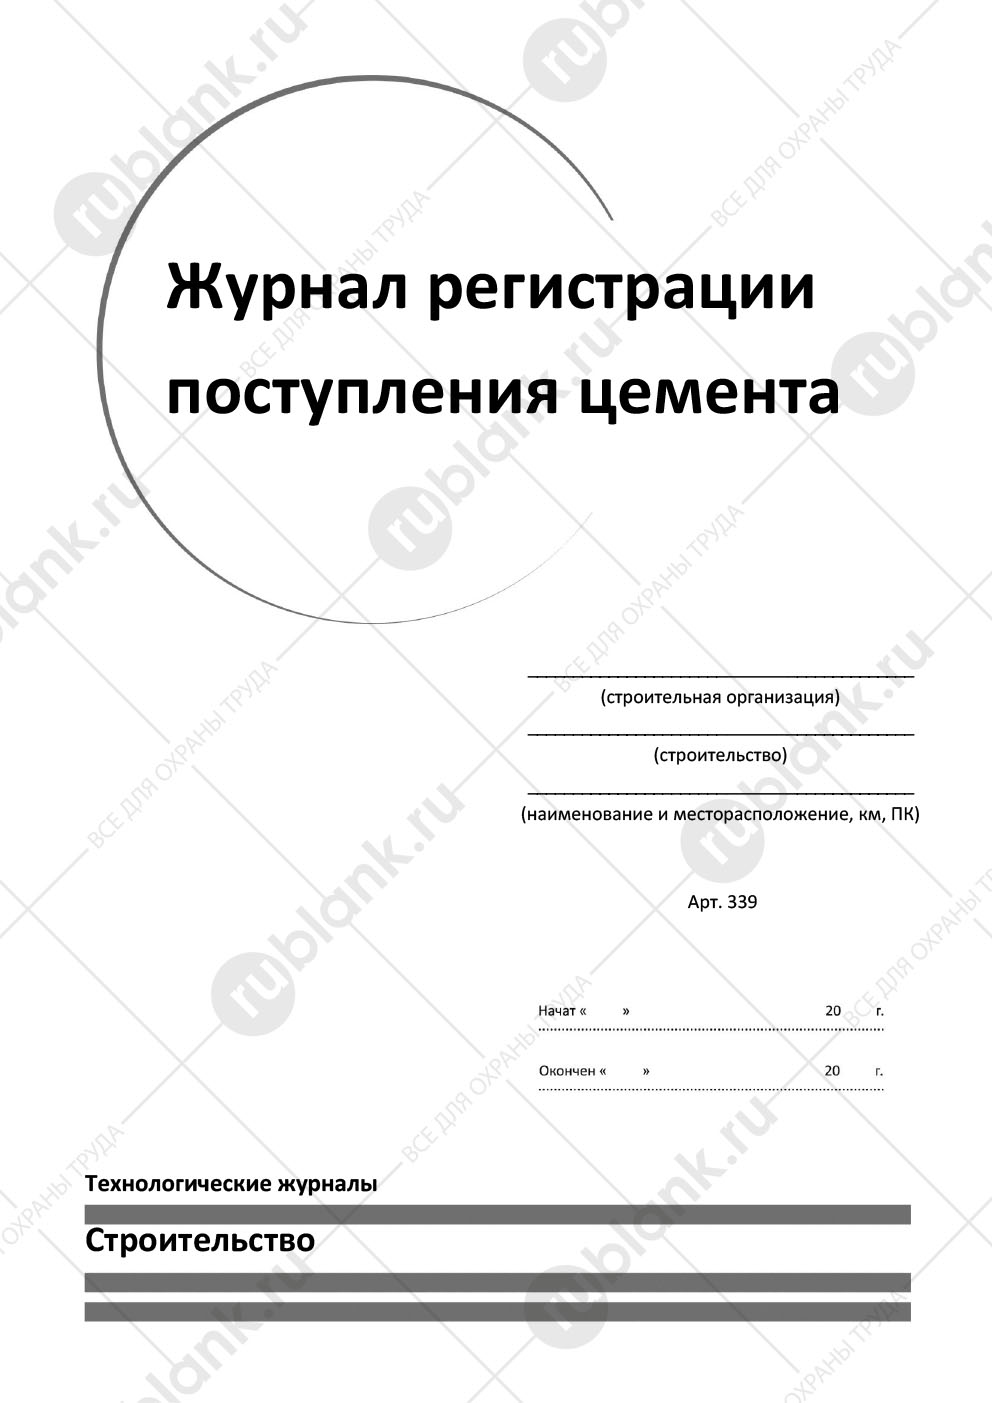 Журнал регистрации
поступления цемента
(строительная организация)
(строительство)
(наименование и месторасположение, км, ПК)
Арт. 339
Начат « » 20 г.
Окончен « » 20 г.
Технологические журналы
Строительство
rublank.ru
ВСЕ ДЛЯ ОХРАНЫ ТРУДА